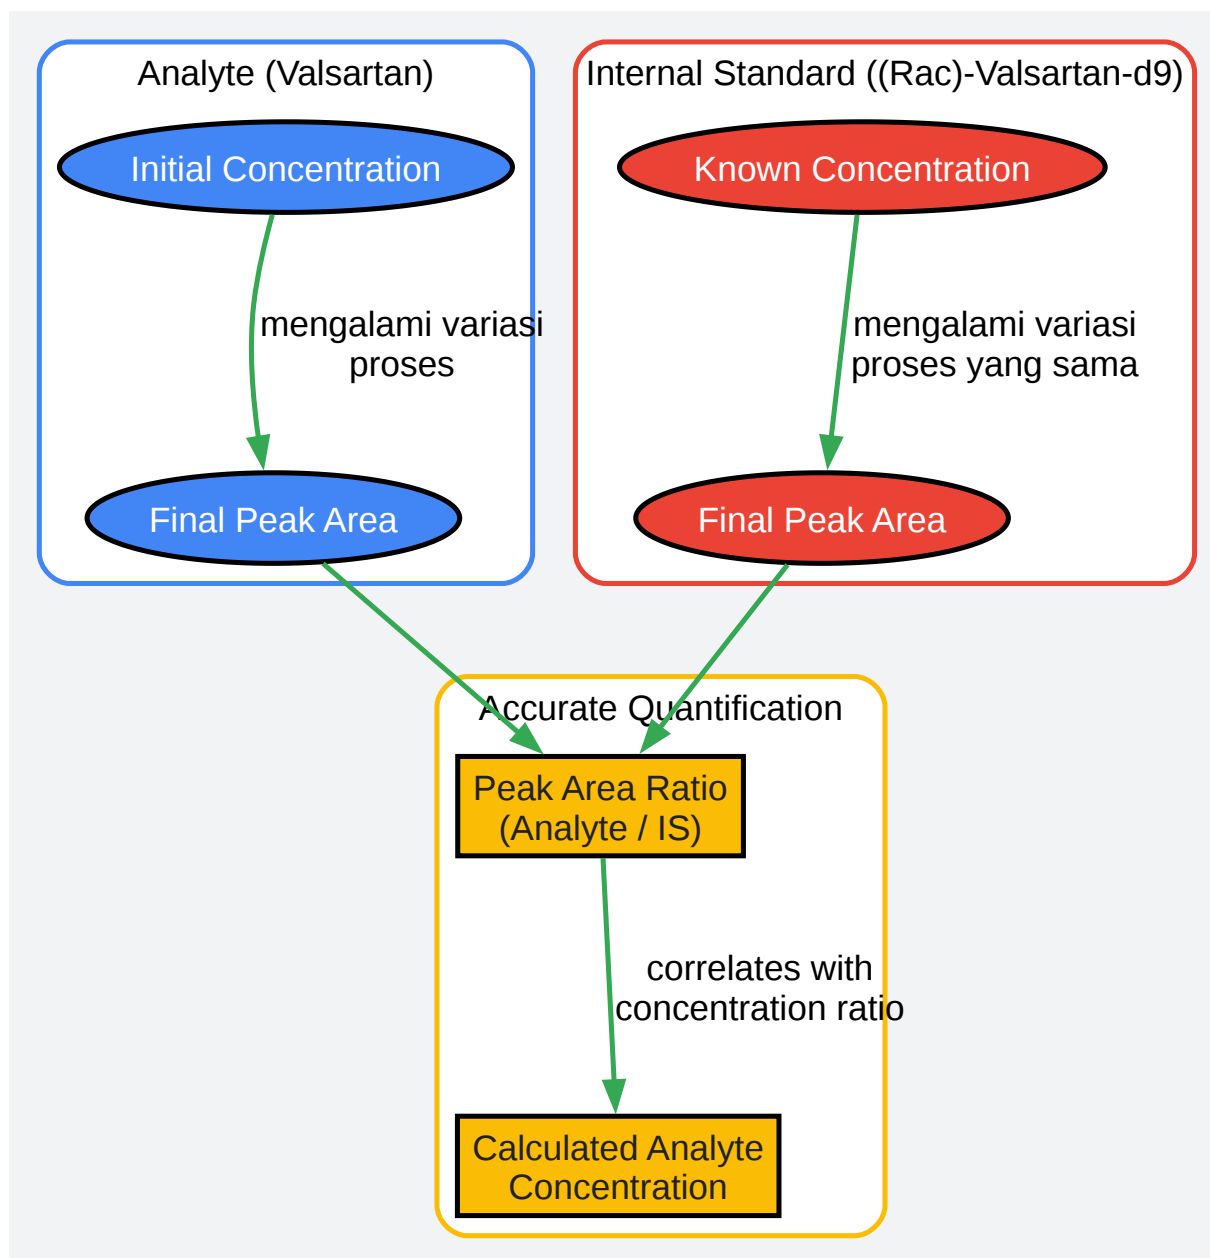 Analyte (Valsartan)
Initial Concentration
mengalami variasi
proses
Final Peak Area
Internal Standard ((Rac)-Valsartan-d9)
Known Concentration
mengalami variasi
proses yang sama
Final Peak Area
Accurate Quantification
Peak Area Ratio
(Analyte / IS)
correlates with
concentration ratio
Calculated Analyte
Concentration